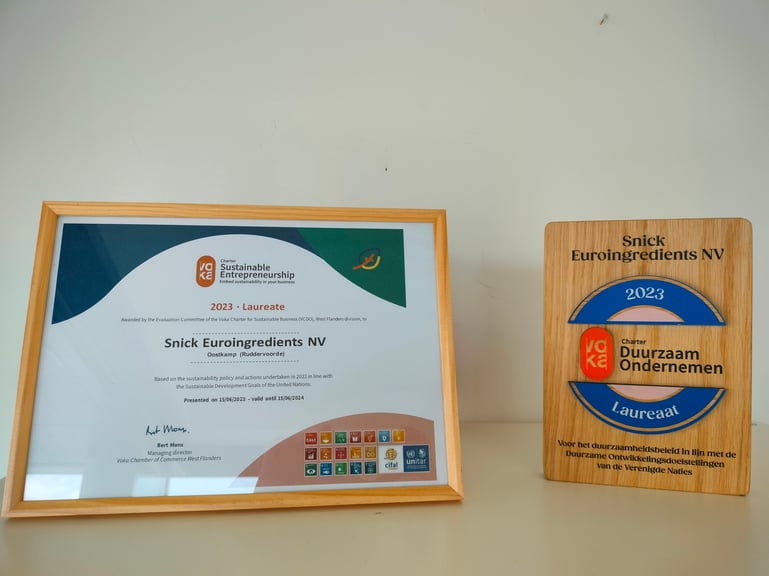 voka
Charter
Sustainable
Entrepreneurship
Embed sustainability in your business
2023 - Laureate
Awarded by the Evaluation Committee of the Voka Charter for Sustainable Business (VCDO), West Flanders division, to
Snick Euroingredients NV
Oostkamp (Ruddervoorde)
Based on the sustainability policy and actions undertaken in 2022 in line with
the Sustainable Development Goals of the United Nations.
Presented on 15/06/2023 – valid until 15/06/2024
Bert Mons
Managing director
Voka Chamber of Commerce West Flanders
cifal
unitar
Snick
Euroingredients NV
2023
voka
Charter
Duurzaam
Ondernemen
Laureaat
Voor het duurzaamheidsbeleid in lijn met de
Duurzame Ontwikkelingsdoelstellingen
van de Verenigde Naties